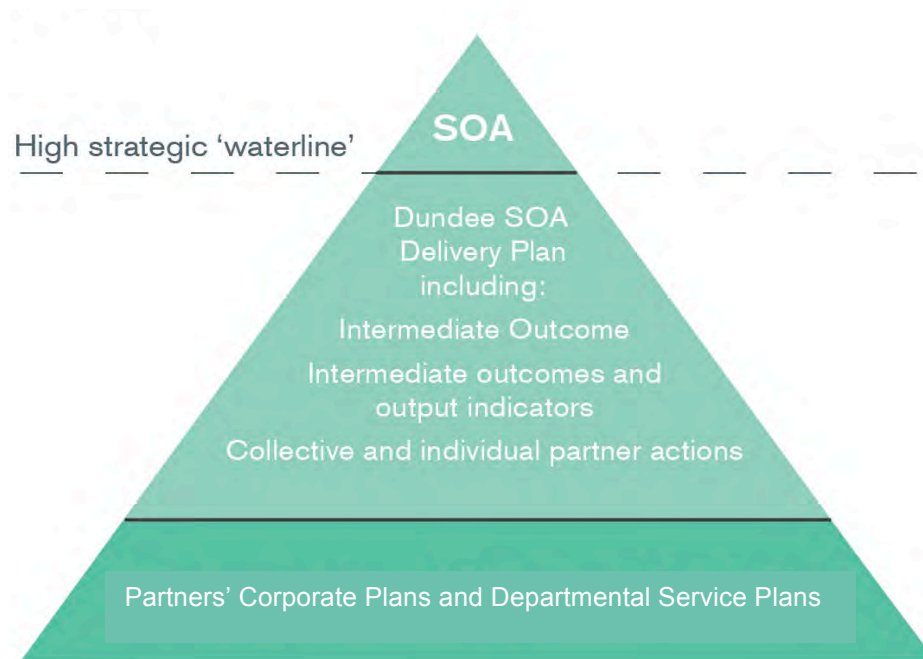 SOA
High strategic ‘waterline’
Dundee SOA
Delivery Plan
including:
Intermediate Outcome
Intermediate outcomes and
output indicators
Collective and individual partner actions
Partners’ Corporate Plans and Departmental Service Plans